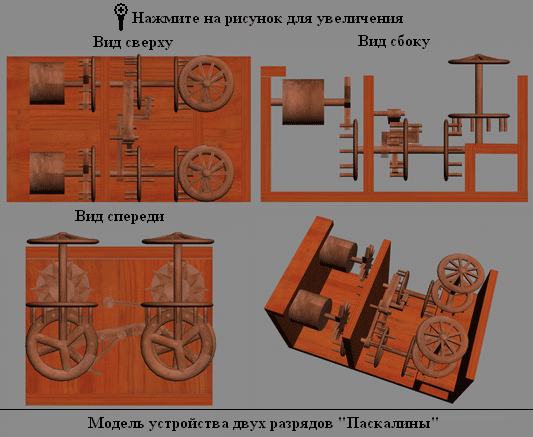 Нажмите на рисунок для увеличения
Вид сверху
Вид сбоку
Вид спереди
Модель устройства двух разрядов "Паскалины"